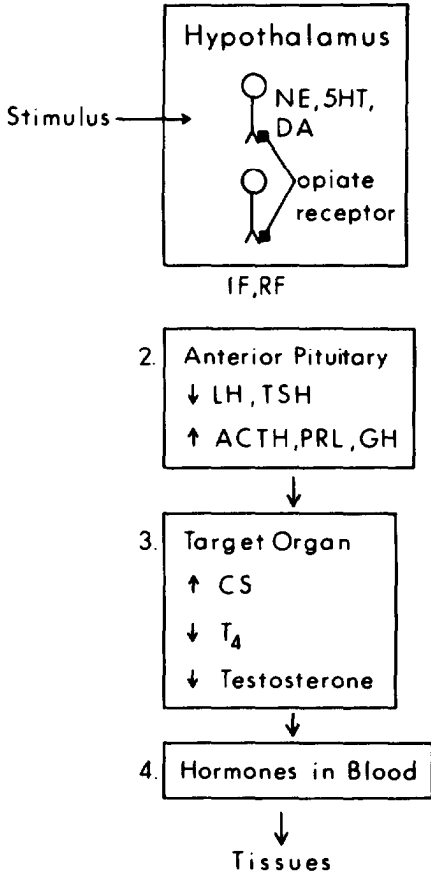 Hypothalamus
NE, 5HT,
DA
Stimulus
opiate
receptor
IF, RF
2. Anterior Pituitary
↓ LH, TSH
↑ ACTH, PRL, GH
3. Target Organ
↑ CS
↓ T₄
↓ Testosterone
4. Hormones in Blood
Tissues